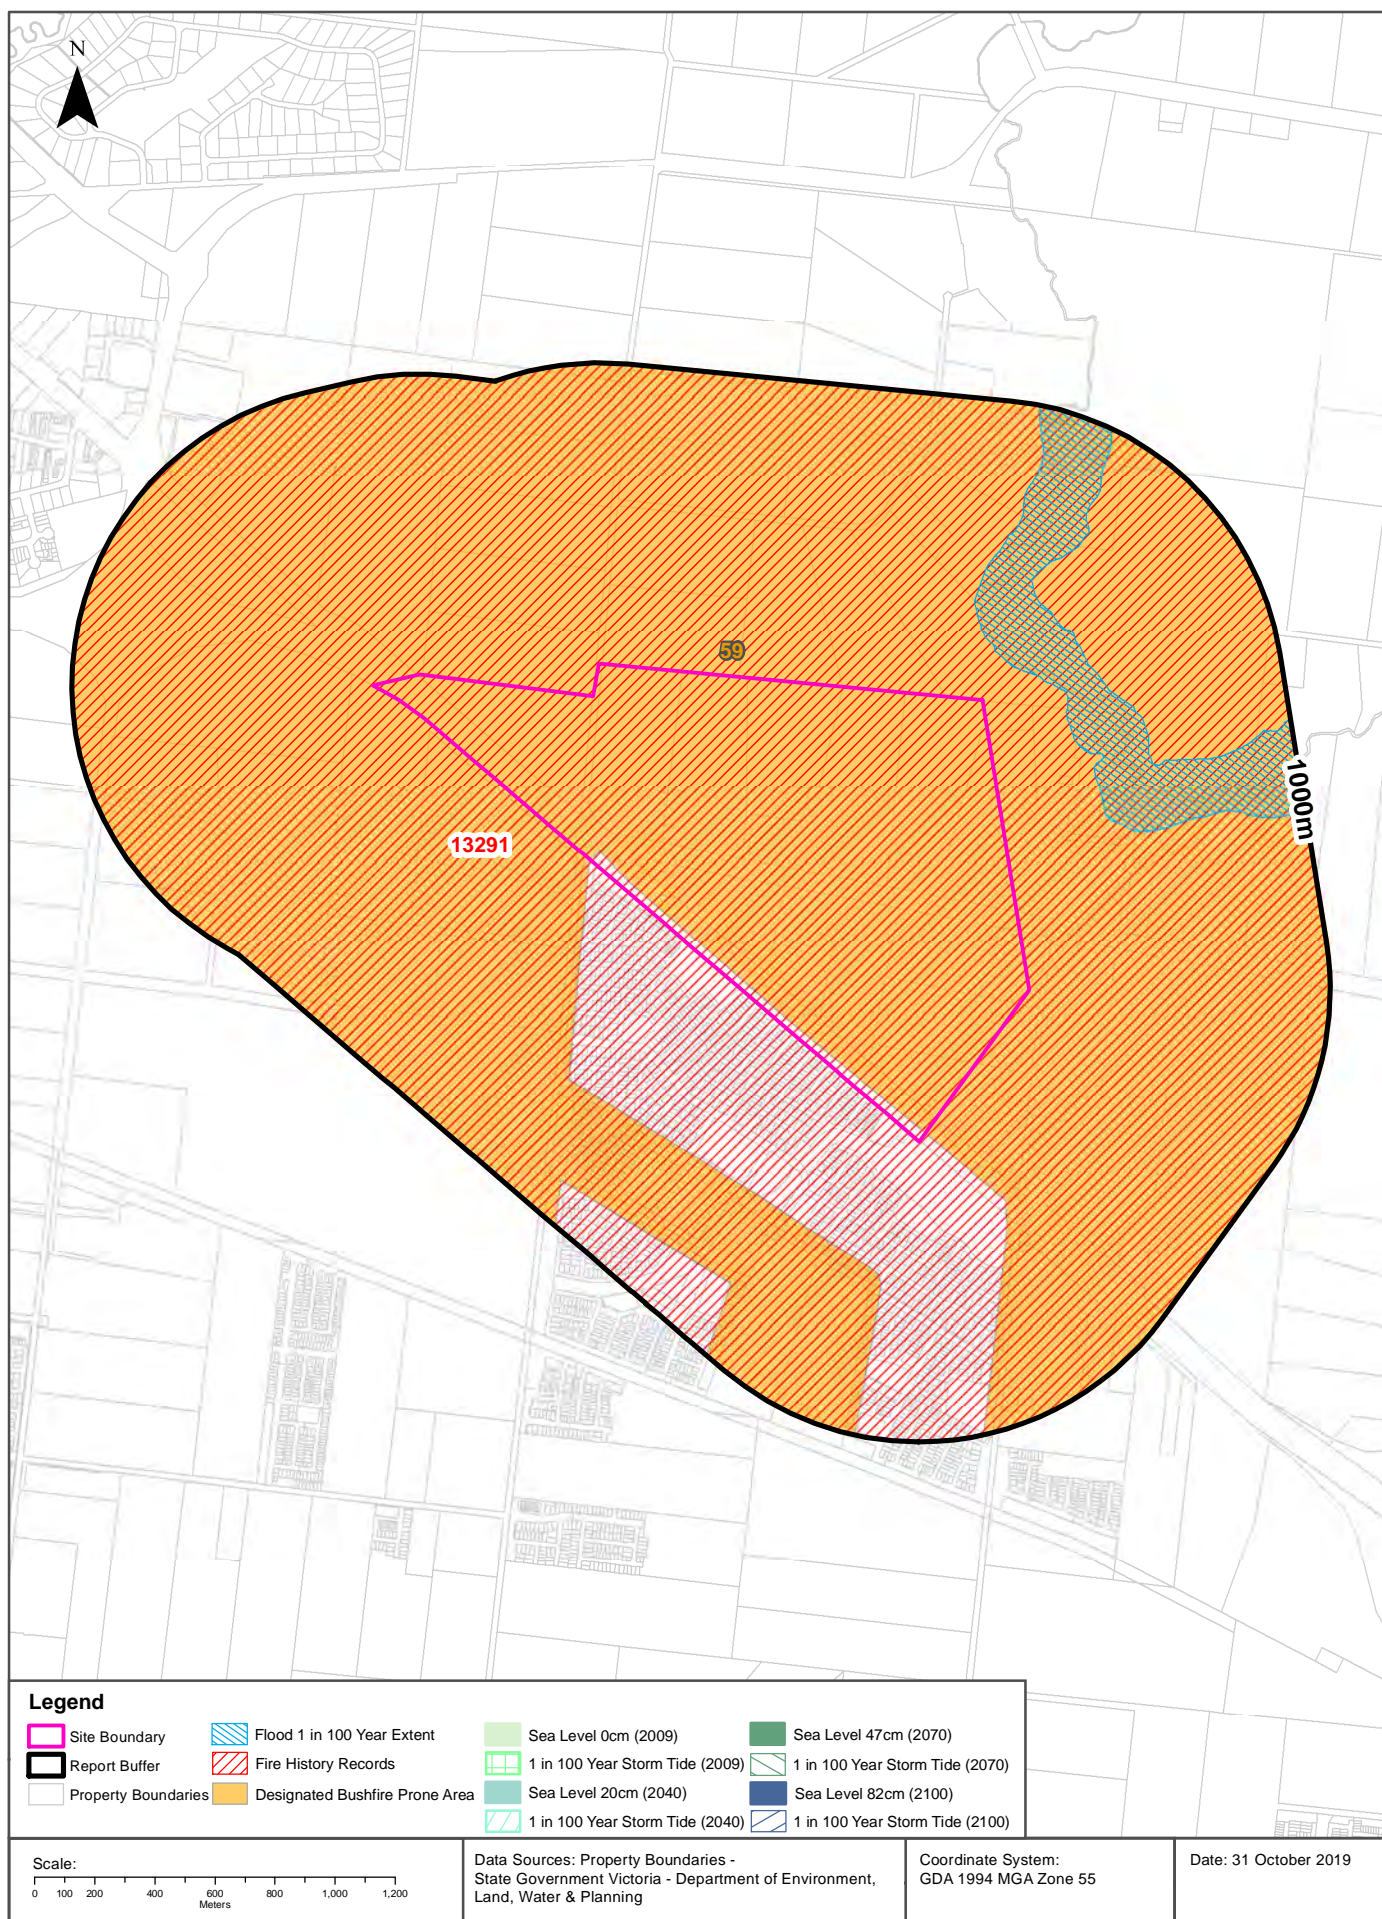 N
59
1000m
13291
Legend
Site Boundary
Report Buffer
Property Boundaries
Flood 1 in 100 Year Extent
Fire History Records
Designated Bushfire Prone Area
Sea Level 0cm (2009)
1 in 100 Year Storm Tide (2009)
Sea Level 20cm (2040)
1 in 100 Year Storm Tide (2040)
Sea Level 47cm (2070)
1 in 100 Year Storm Tide (2070)
Sea Level 82cm (2100)
1 in 100 Year Storm Tide (2100)
Scale:
0 100 200 400 600 800 1,000 1,200
Meters
Data Sources: Property Boundaries -
State Government Victoria - Department of Environment,
Land, Water & Planning
Coordinate System:
GDA 1994 MGA Zone 55
Date: 31 October 2019